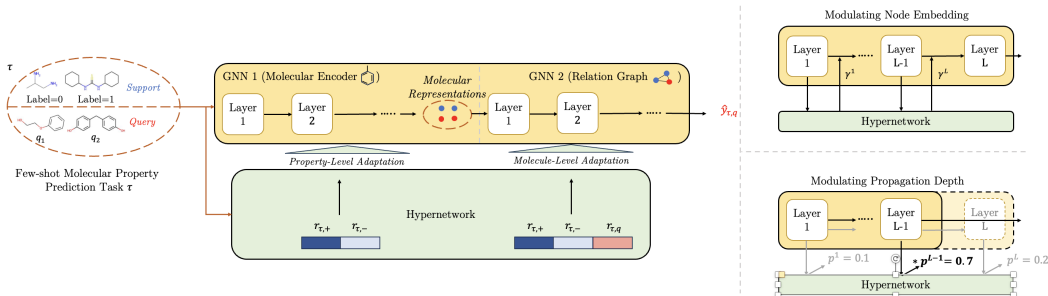 τ
NH₂
NH₂
Label=0
Label=1
Support
Query
q₁
q₂
Few-shot Molecular Property
Prediction Task τ
GNN 1 (Molecular Encoder )
Molecular
Representations
GNN 2 (Relation Graph )
Layer
1
Layer
2
.....
Layer
1
Layer
2
.....
ŷτ,q
Property-Level Adaptation
Molecule-Level Adaptation
Hypernetwork
rτ,+
rτ,−
rτ,+
rτ,−
rτ,q
Modulating Node Embedding
Layer
1
.....
Layer
L-1
Layer
L
γ¹
γᴸ
Hypernetwork
Modulating Propagation Depth
Layer
1
.....
Layer
L-1
Layer
L
p¹ = 0.1
* pᴸ⁻¹= 0.7
pᴸ = 0.2
Hypernetwork